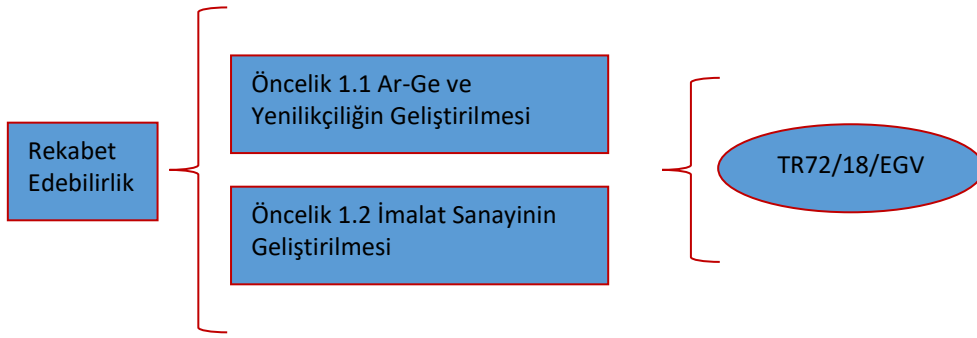 Rekabet
Edebilirlik
Öncelik 1.1 Ar-Ge ve
Yenilikçiliğin Geliştirilmesi
Öncelik 1.2 İmalat Sanayinin
Geliştirilmesi
TR72/18/EGV